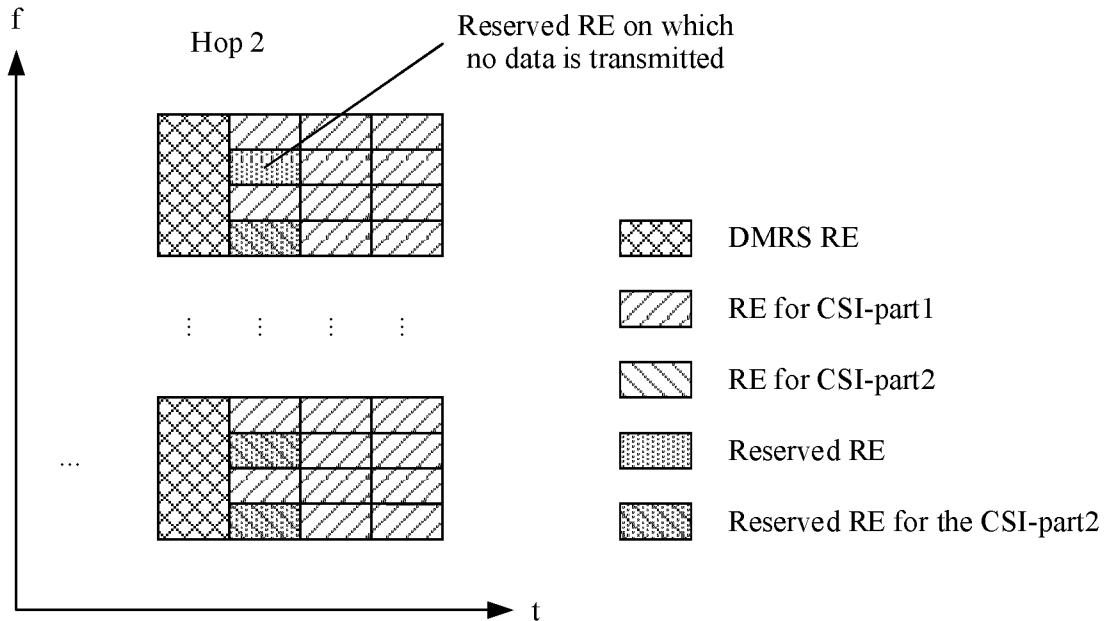 f
Hop 2
Reserved RE on which
no data is transmitted
DMRS RE
RE for CSI-part1
RE for CSI-part2
Reserved RE
Reserved RE for the CSI-part2
...
t